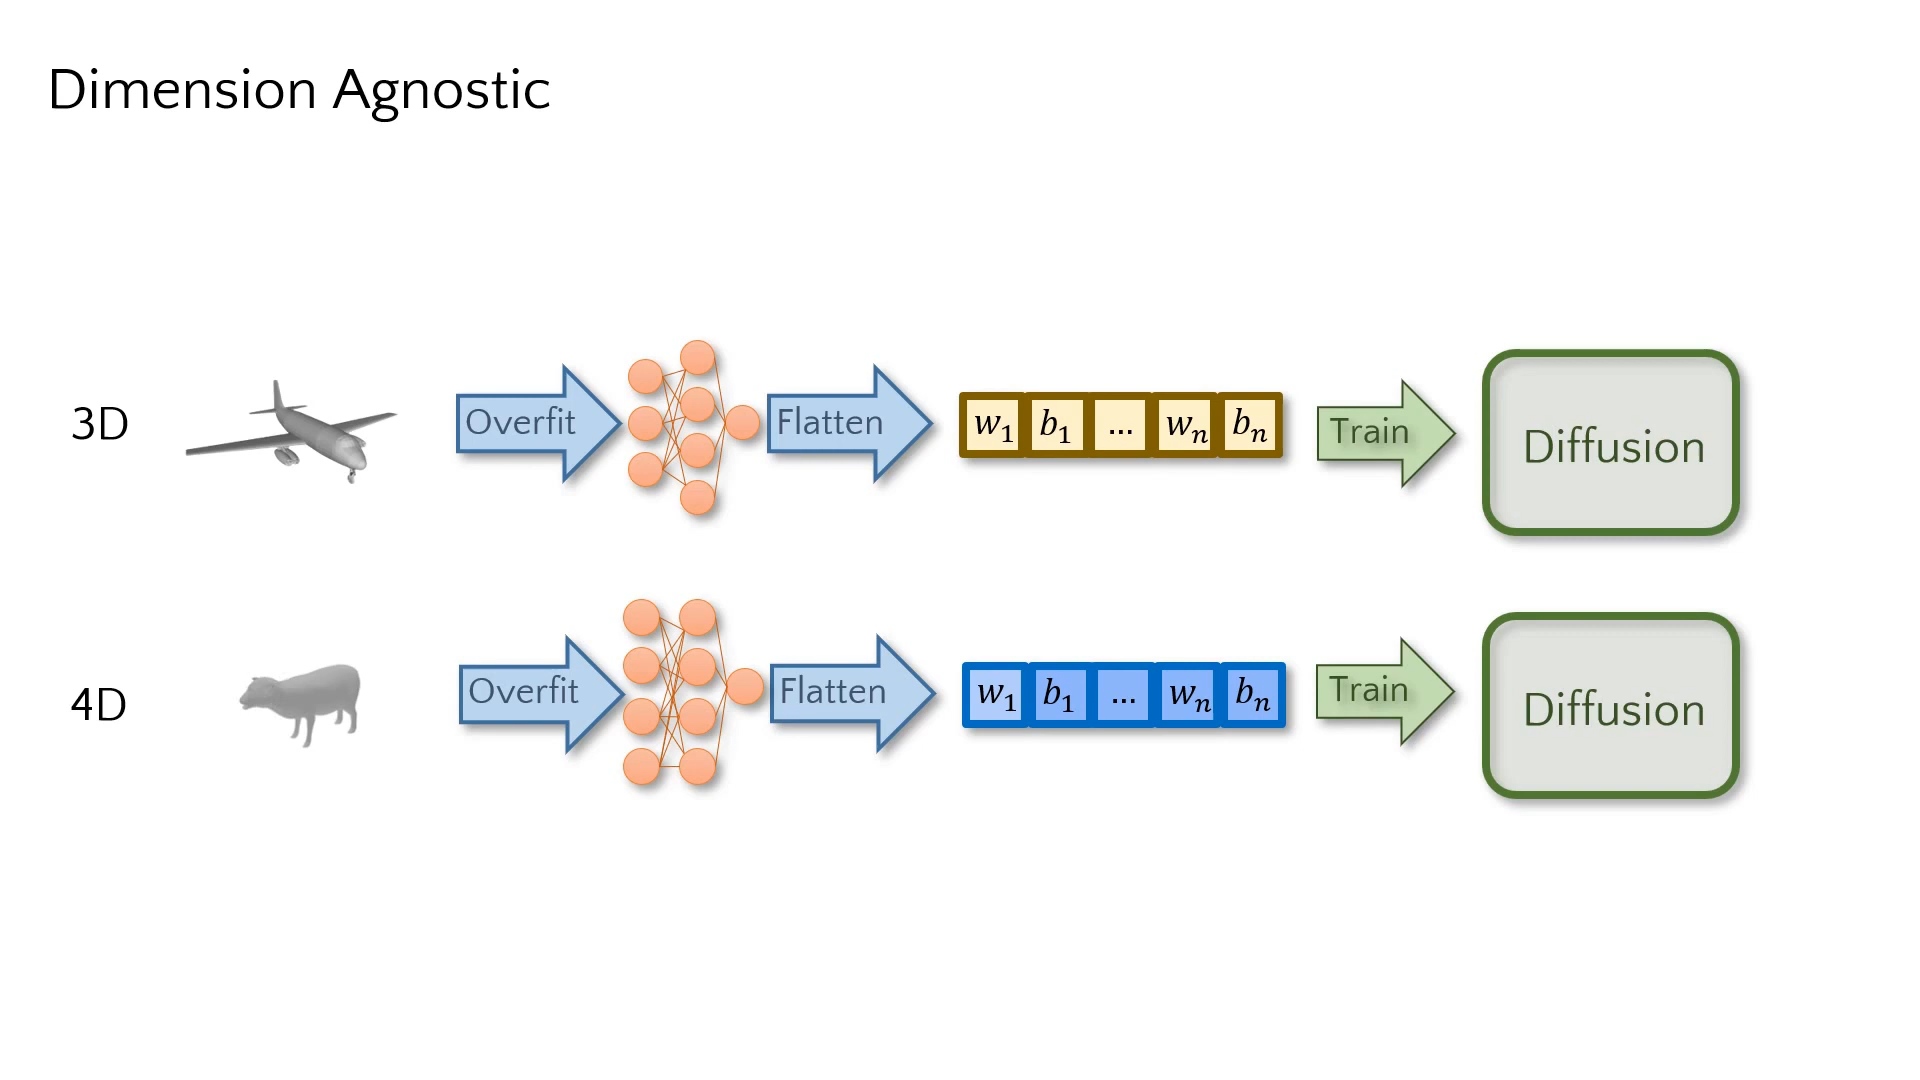 Dimension Agnostic
3D Overfit Flatten w₁ b₁ ... wₙ bₙ Train Diffusion
4D Overfit Flatten w₁ b₁ ... wₙ bₙ Train Diffusion